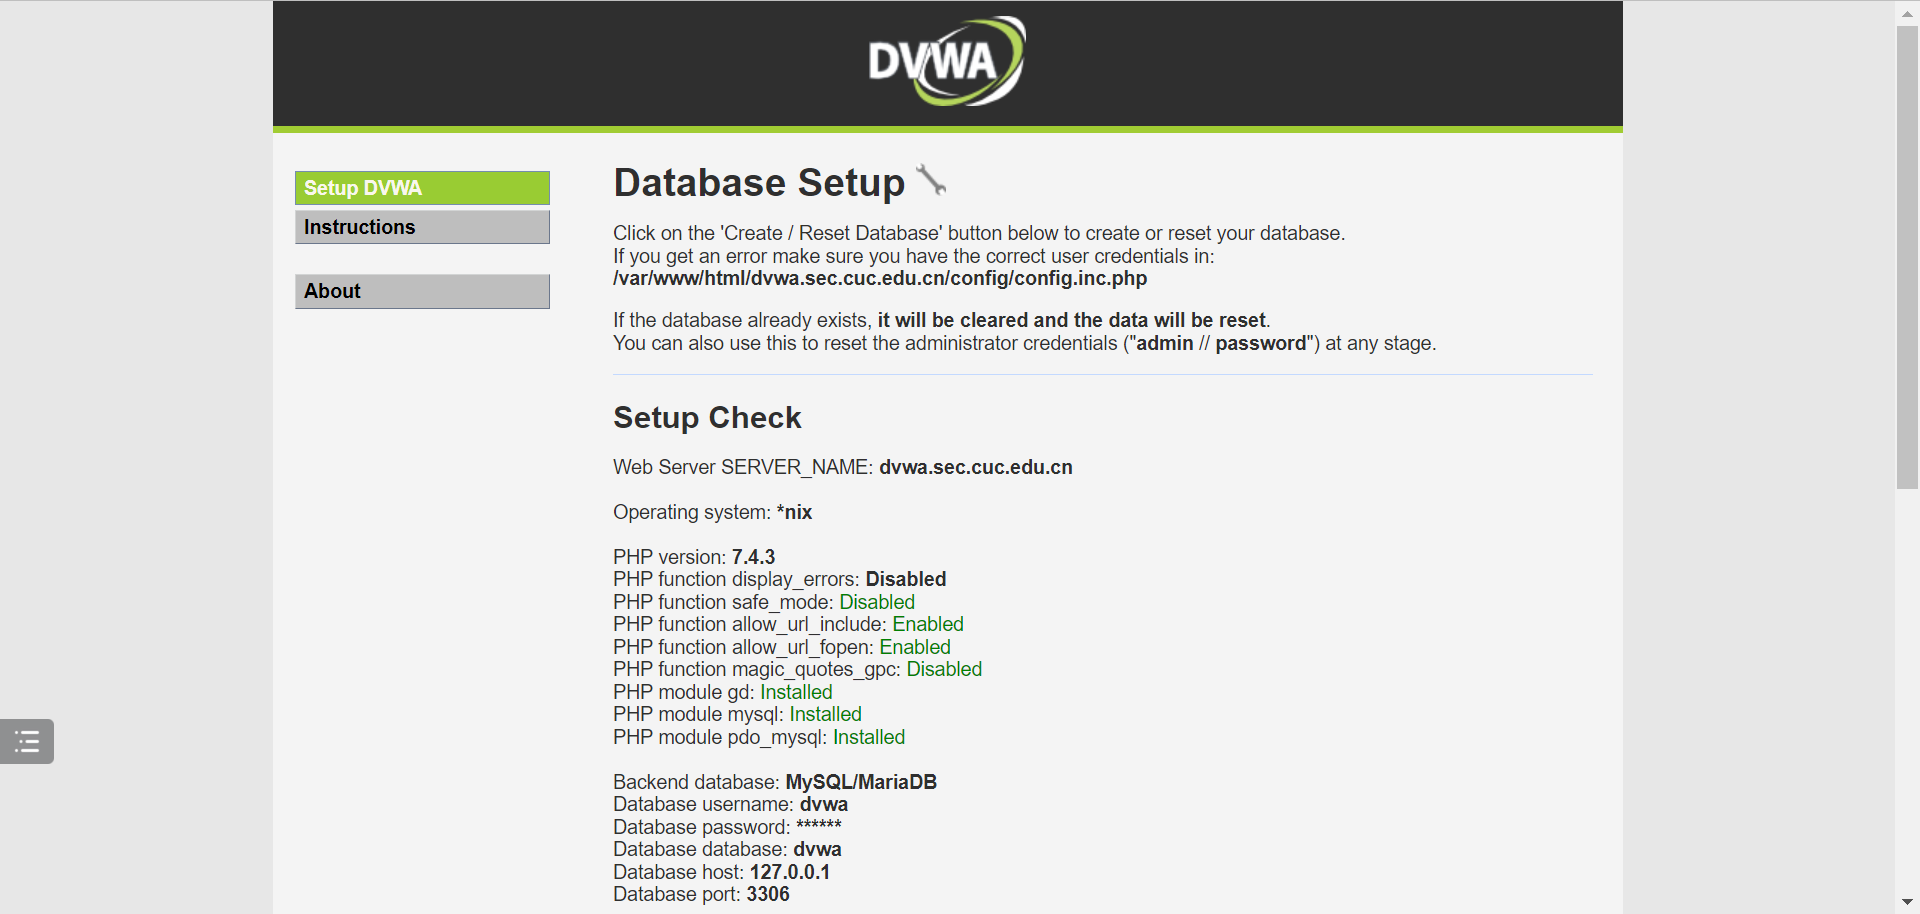 DVWA
Setup DVWA
Instructions
About
Database Setup
Click on the 'Create / Reset Database' button below to create or reset your database.
If you get an error make sure you have the correct user credentials in:
/var/www/html/dvwa.sec.cuc.edu.cn/config/config.inc.php
If the database already exists, it will be cleared and the data will be reset.
You can also use this to reset the administrator credentials ("admin // password") at any stage.
Setup Check
Web Server SERVER_NAME: dvwa.sec.cuc.edu.cn
Operating system: *nix
PHP version: 7.4.3
PHP function display_errors: Disabled
PHP function safe_mode: Disabled
PHP function allow_url_include: Enabled
PHP function allow_url_fopen: Enabled
PHP function magic_quotes_gpc: Disabled
PHP module gd: Installed
PHP module mysql: Installed
PHP module pdo_mysql: Installed
Backend database: MySQL/MariaDB
Database username: dvwa
Database password: ******
Database database: dvwa
Database host: 127.0.0.1
Database port: 3306